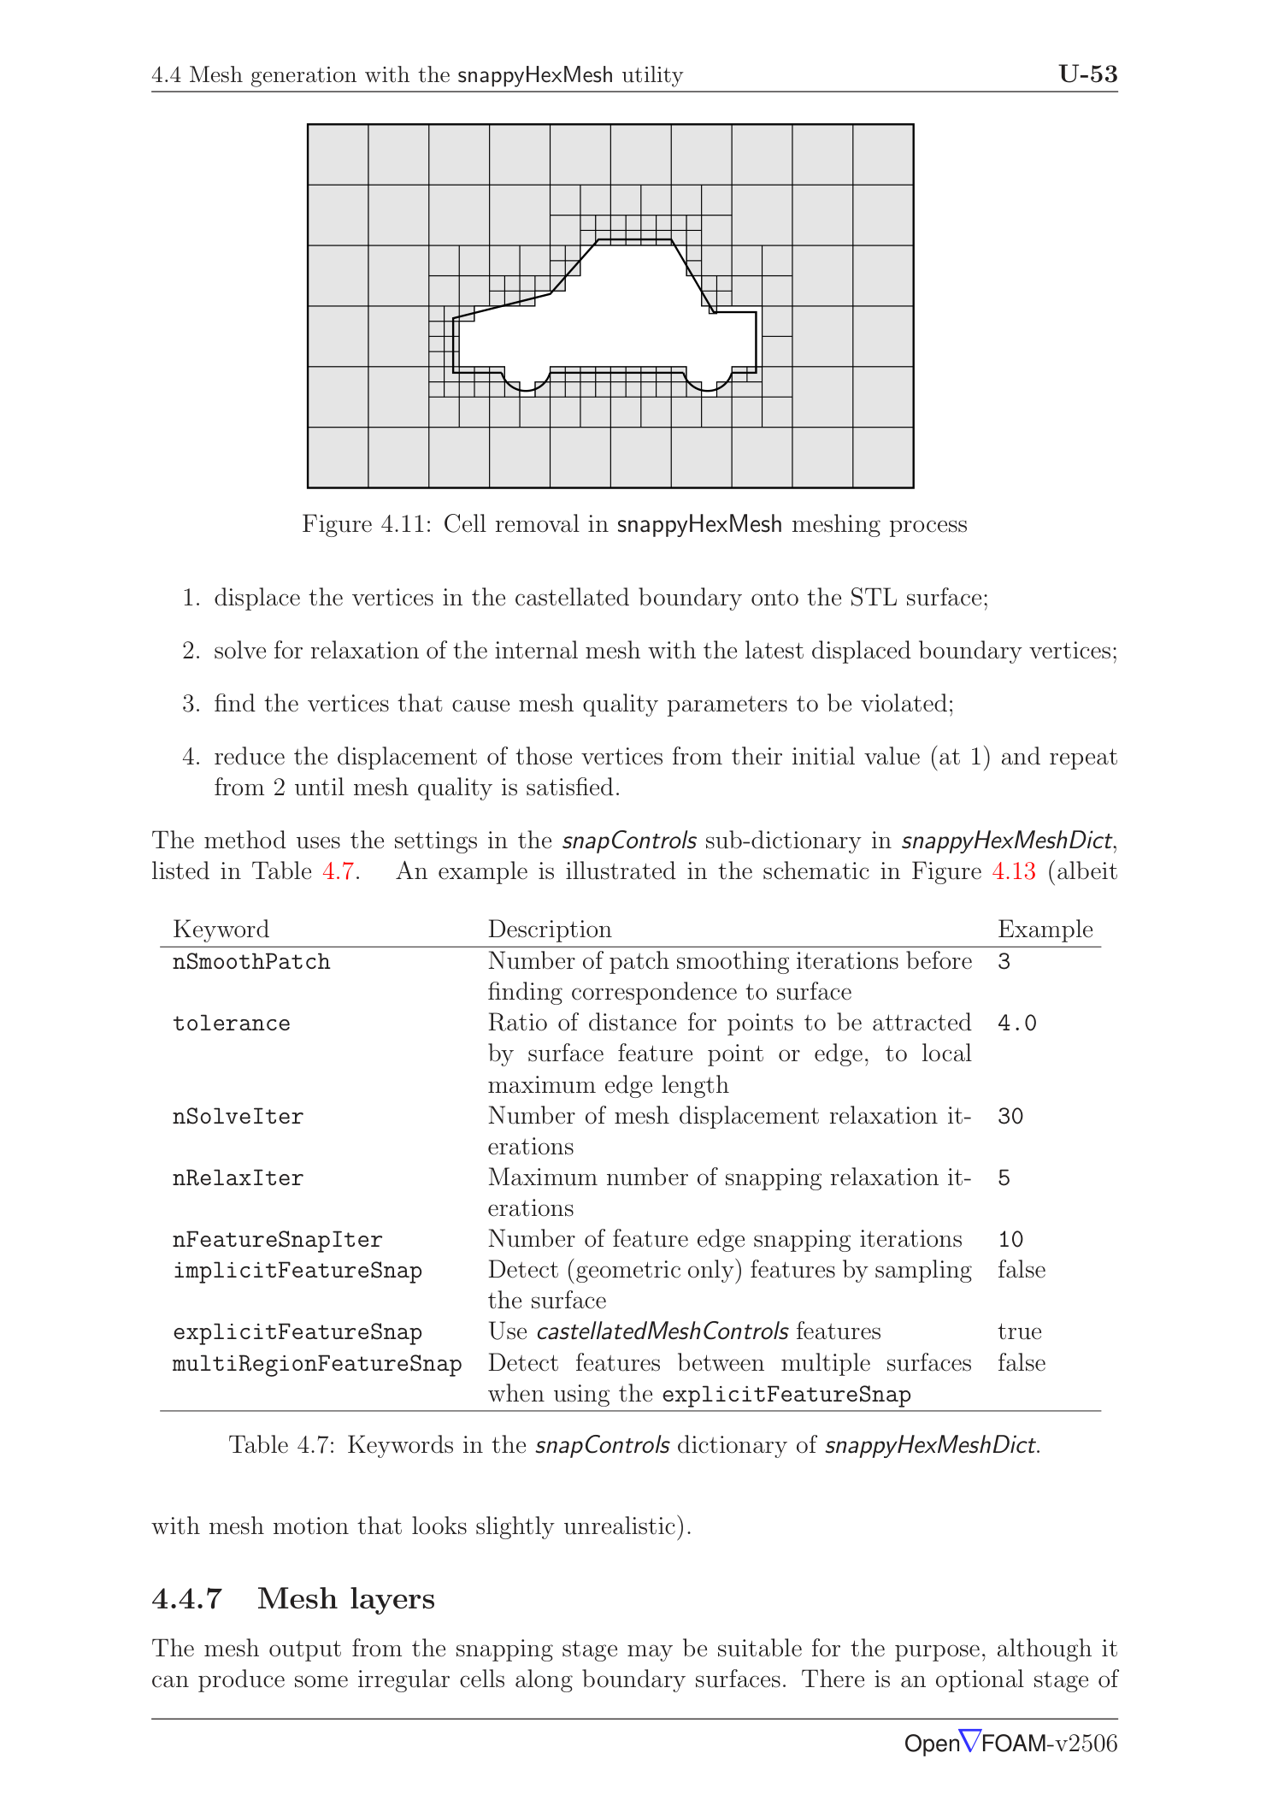 4.4 Mesh generation with the snappyHexMesh utility U-53
Figure 4.11: Cell removal in snappyHexMesh meshing process
1. displace the vertices in the castellated boundary onto the STL surface;
2. solve for relaxation of the internal mesh with the latest displaced boundary vertices;
3. find the vertices that cause mesh quality parameters to be violated;
4. reduce the displacement of those vertices from their initial value (at 1) and repeat
from 2 until mesh quality is satisfied.
The method uses the settings in the snapControls sub-dictionary in snappyHexMeshDict,
listed in Table 4.7. An example is illustrated in the schematic in Figure 4.13 (albeit
Keyword Description Example
nSmoothPatch Number of patch smoothing iterations before 3
finding correspondence to surface
tolerance Ratio of distance for points to be attracted 4.0
by surface feature point or edge, to local
maximum edge length
nSolveIter Number of mesh displacement relaxation it- 30
erations
nRelaxIter Maximum number of snapping relaxation it- 5
erations
nFeatureSnapIter Number of feature edge snapping iterations 10
implicitFeatureSnap Detect (geometric only) features by sampling false
the surface
explicitFeatureSnap Use castellatedMeshControls features true
multiRegionFeatureSnap Detect features between multiple surfaces false
when using the explicitFeatureSnap
Table 4.7: Keywords in the snapControls dictionary of snappyHexMeshDict.
with mesh motion that looks slightly unrealistic).
4.4.7 Mesh layers
The mesh output from the snapping stage may be suitable for the purpose, although it
can produce some irregular cells along boundary surfaces. There is an optional stage of
Open∇FOAM-v2506